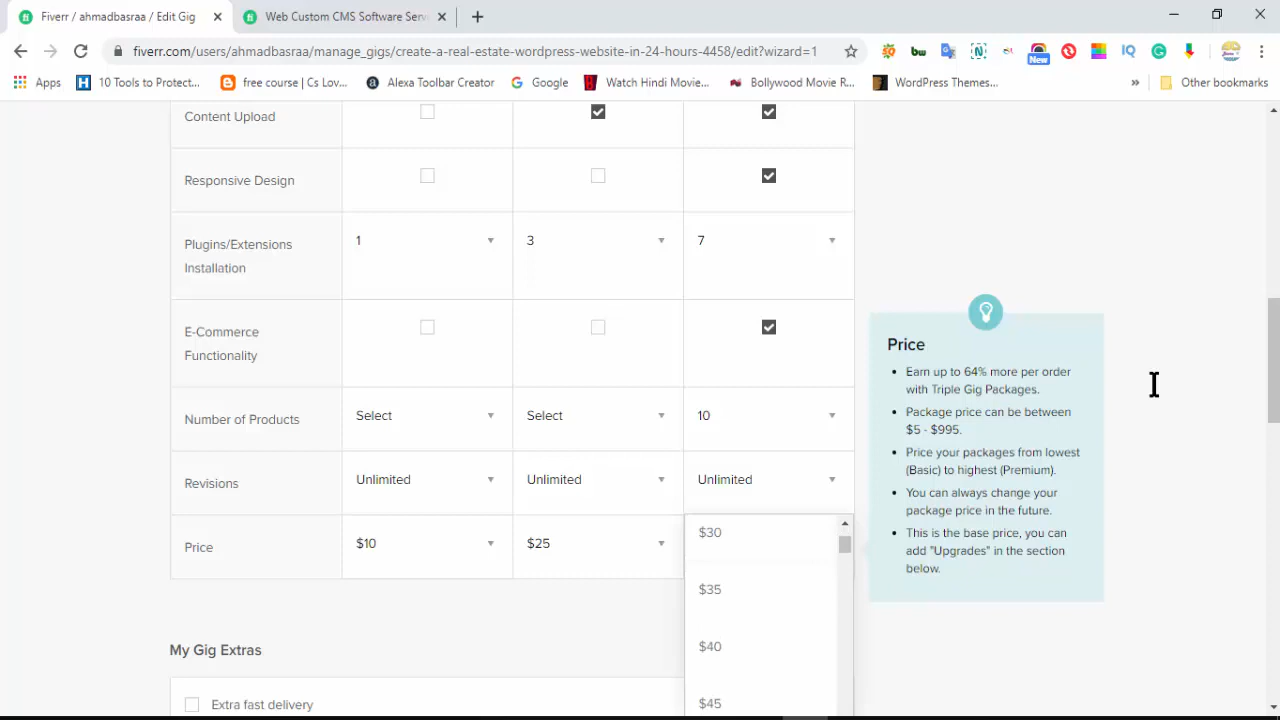 Fiverr / ahmadbasraa / Edit Gig
Web Custom CMS Software Serv
fiverr.com/users/ahmadbasraa/manage_gigs/create-a-real-estate-wordpress-website-in-24-hours-4458/edit?wizard=1
New
Apps
10 Tools to Protect...
free course | Cs Lov...
Alexa Toolbar Creator
Google
Watch Hindi Movie...
Bollywood Movie R...
WordPress Themes...
Other bookmarks
Content Upload
Responsive Design
Plugins/Extensions
Installation
1
3
7
E-Commerce
Functionality
Number of Products
Select
Select
10
Revisions
Unlimited
Unlimited
Unlimited
Price
$10
$25
$30
$35
$40
$45
Price
• Earn up to 64% more per order
with Triple Gig Packages.
• Package price can be between
$5 - $995.
• Price your packages from lowest
(Basic) to highest (Premium).
• You can always change your
package price in the future.
• This is the base price, you can
add "Upgrades" in the section
below.
My Gig Extras
Extra fast delivery